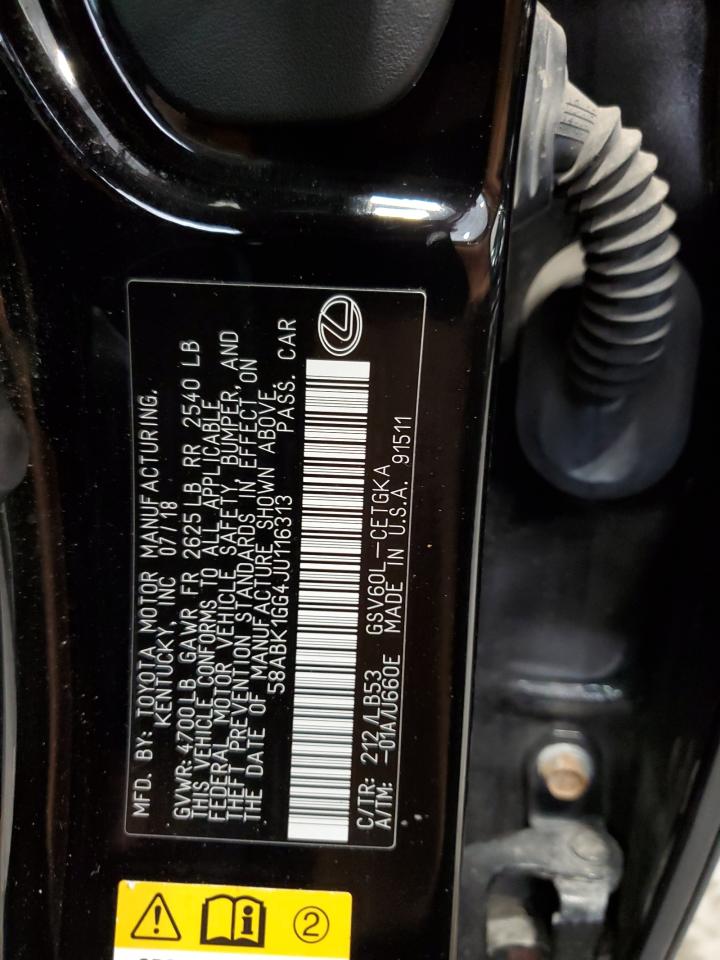 MFD. BY: TOYOTA MOTOR MANUFACTURING,
KENTUCKY, INC 07/18
GVWR: 4700LB GAWR FR 2625 LB RR 2540 LB
THIS VEHICLE CONFORMS TO ALL APPLICABLE
FEDERAL MOTOR VEHICLE SAFETY, BUMPER, AND
THEFT PREVENTION STANDARDS IN EFFECT ON
THE DATE OF MANUFACTURE SHOWN ABOVE.
58ABK1GG4JU116313 PASS. CAR
C/TR: 212 / LB53 GSV60L-CETGKA
A/TM: -01A/U660E MADE IN U.S.A. 91511
2